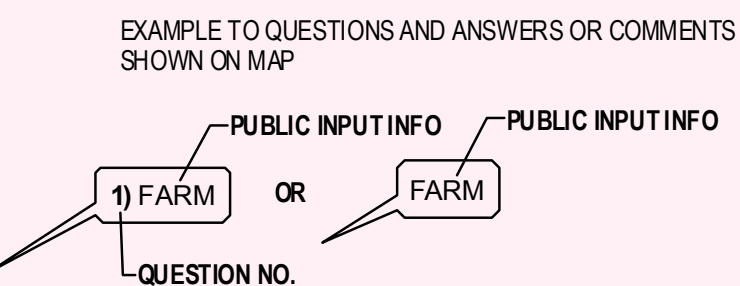 EXAMPLE TO QUESTIONS AND ANSWERS OR COMMENTS
SHOWN ON MAP
PUBLIC INPUT INFO
PUBLIC INPUT INFO
1) FARM
OR
FARM
QUESTION NO.